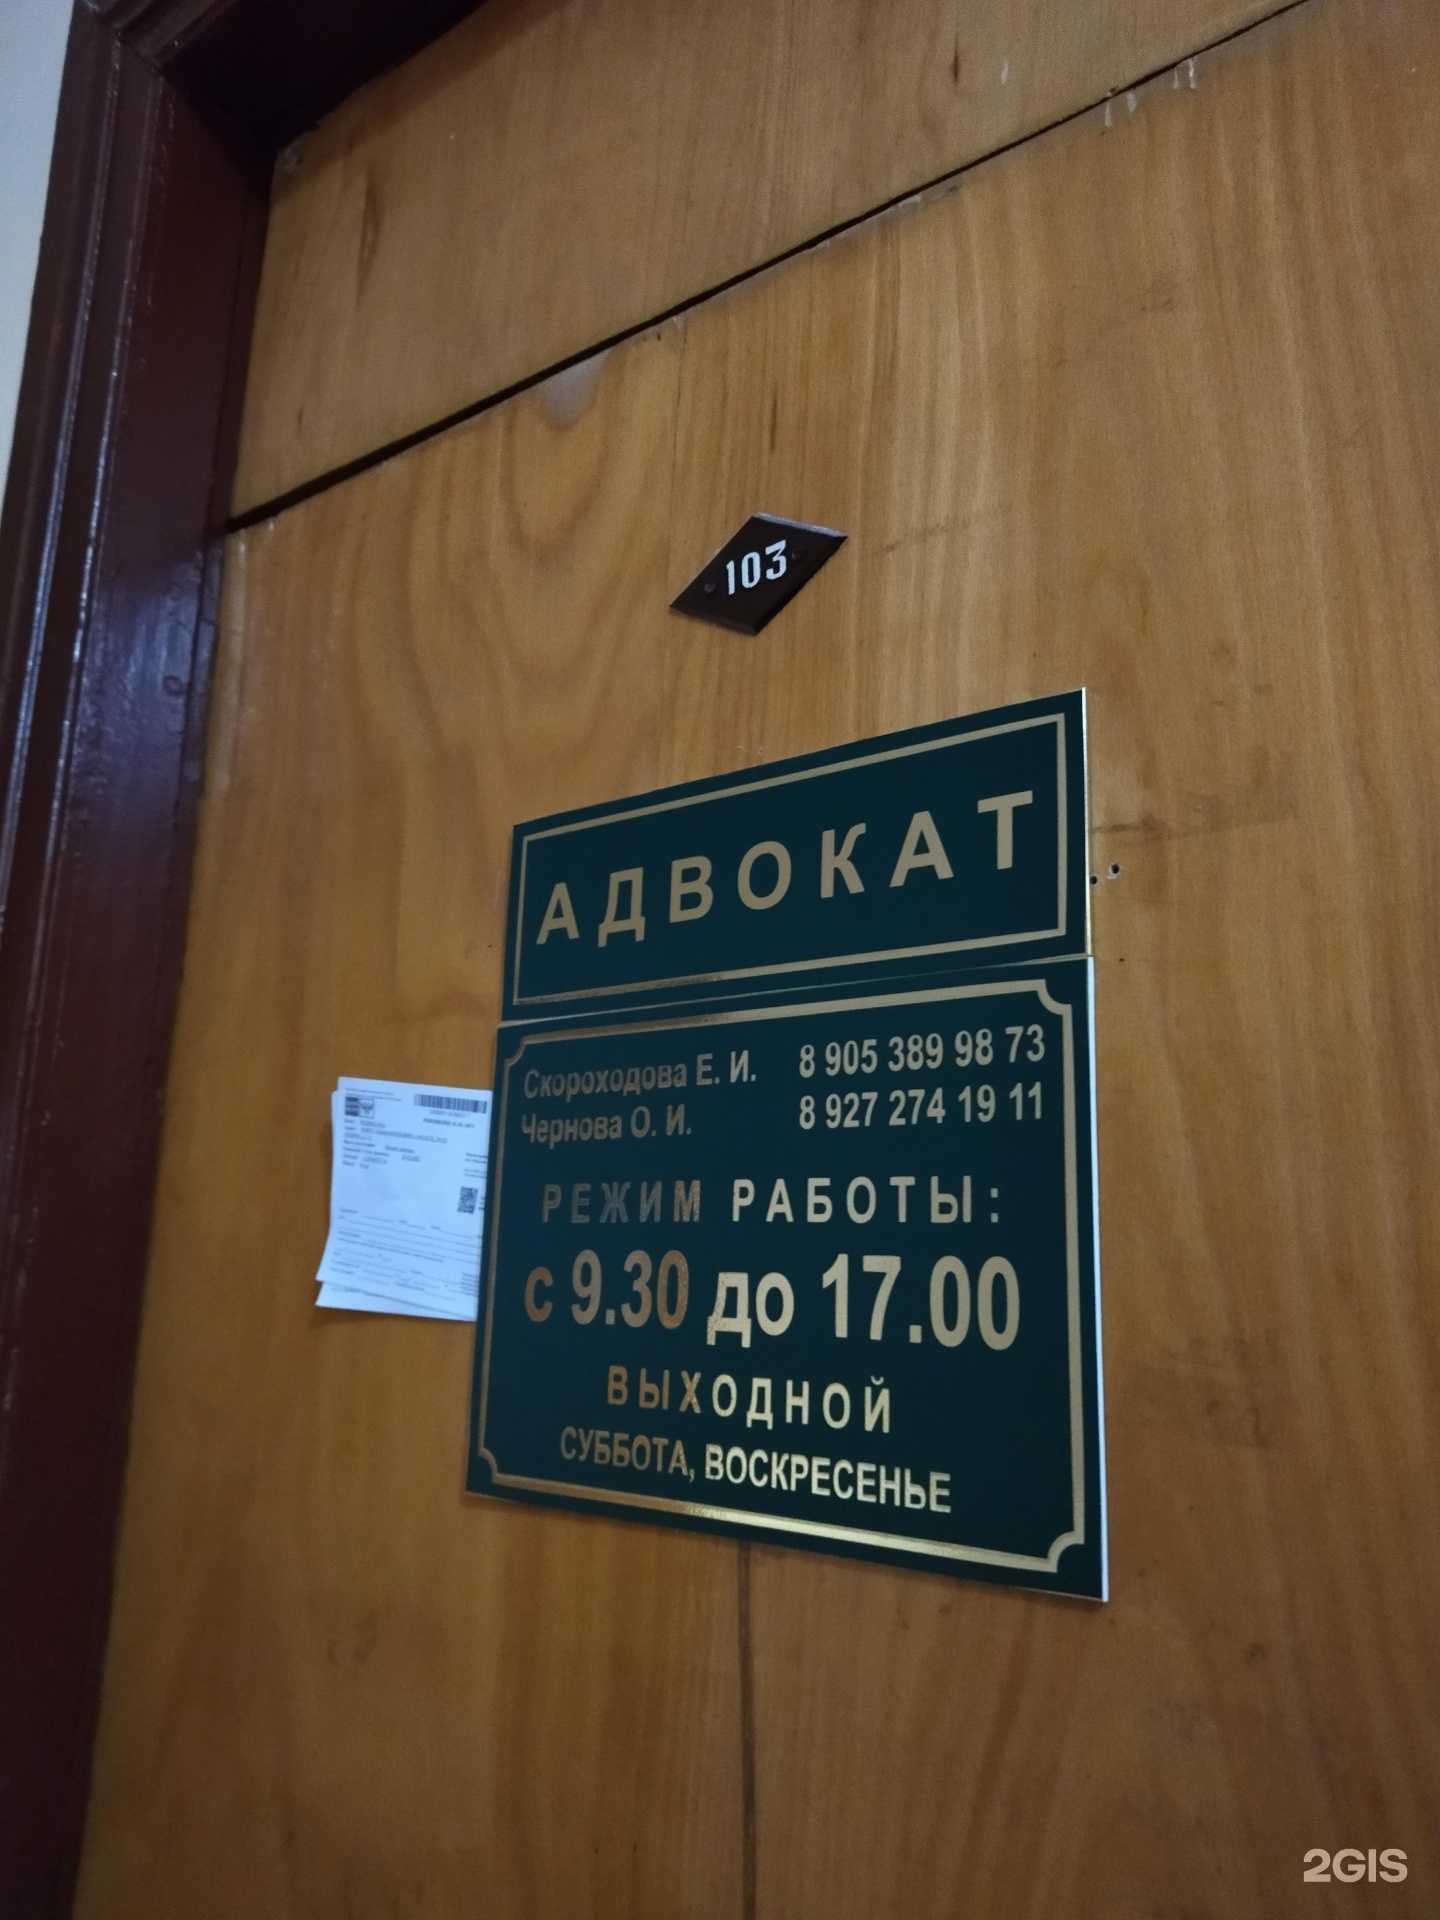 103
АДВОКАТ
Скороходова Е. И. 8 905 389 98 73
Чернова О. И. 8 927 274 19 11
РЕЖИМ РАБОТЫ:
с 9.30 до 17.00
ВЫХОДНОЙ
СУББОТА, ВОСКРЕСЕНЬЕ
2GIS